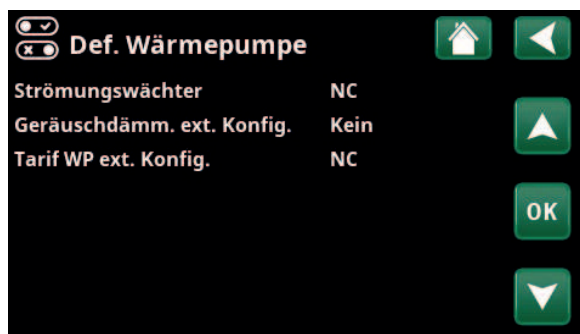 Def. Wärmepumpe
Strömungswächter NC
Geräuschdämm. ext. Konfig. Kein
Tarif WP ext. Konfig. NC
OK